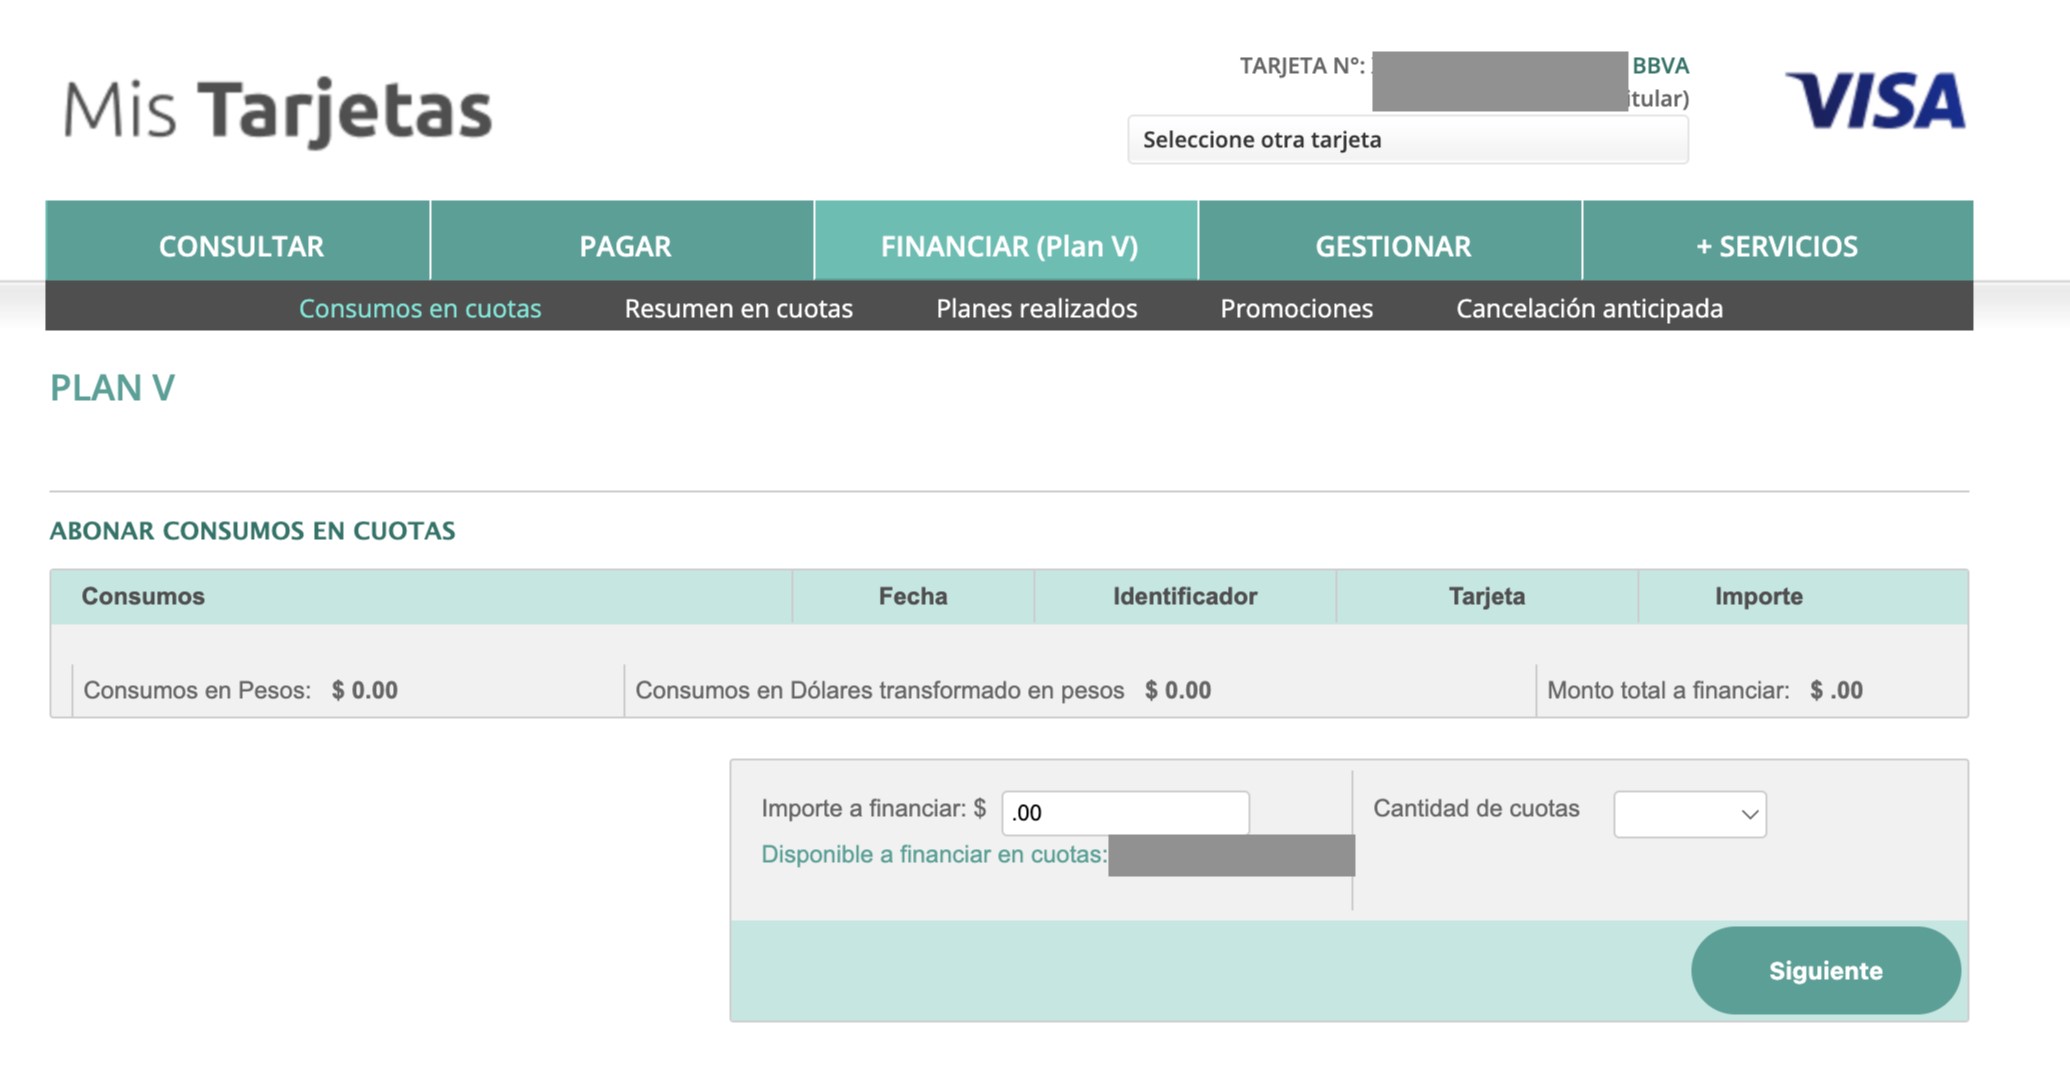 Mis Tarjetas
TARJETA Nº: BBVA
itular)
Seleccione otra tarjeta
VISA
CONSULTAR PAGAR FINANCIAR (Plan V) GESTIONAR + SERVICIOS
Consumos en cuotas Resumen en cuotas Planes realizados Promociones Cancelación anticipada
PLAN V
ABONAR CONSUMOS EN CUOTAS
Consumos Fecha Identificador Tarjeta Importe
Consumos en Pesos: $ 0.00 Consumos en Dólares transformado en pesos $ 0.00 Monto total a financiar: $ .00
Importe a financiar: $ .00 Cantidad de cuotas
Disponible a financiar en cuotas:
Siguiente